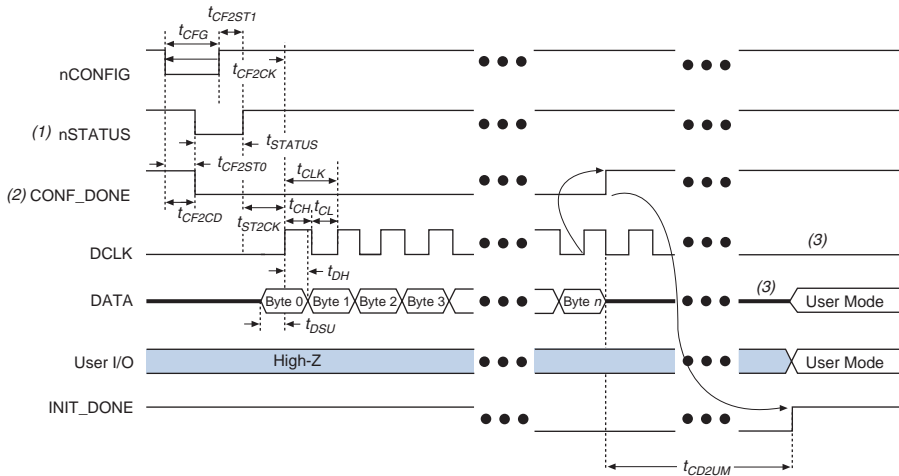 tCF2ST1
tCFG
nCONFIG
tCF2CK
(1) nSTATUS
tSTATUS
tCF2ST0
tCLK
(2) CONF_DONE
tCF2CD
tST2CK
tCH
tCL
DCLK
(3)
tDH
DATA
Byte 0
Byte 1
Byte 2
Byte 3
Byte n
(3)
User Mode
tDSU
User I/O
High-Z
User Mode
INIT_DONE
tCD2UM